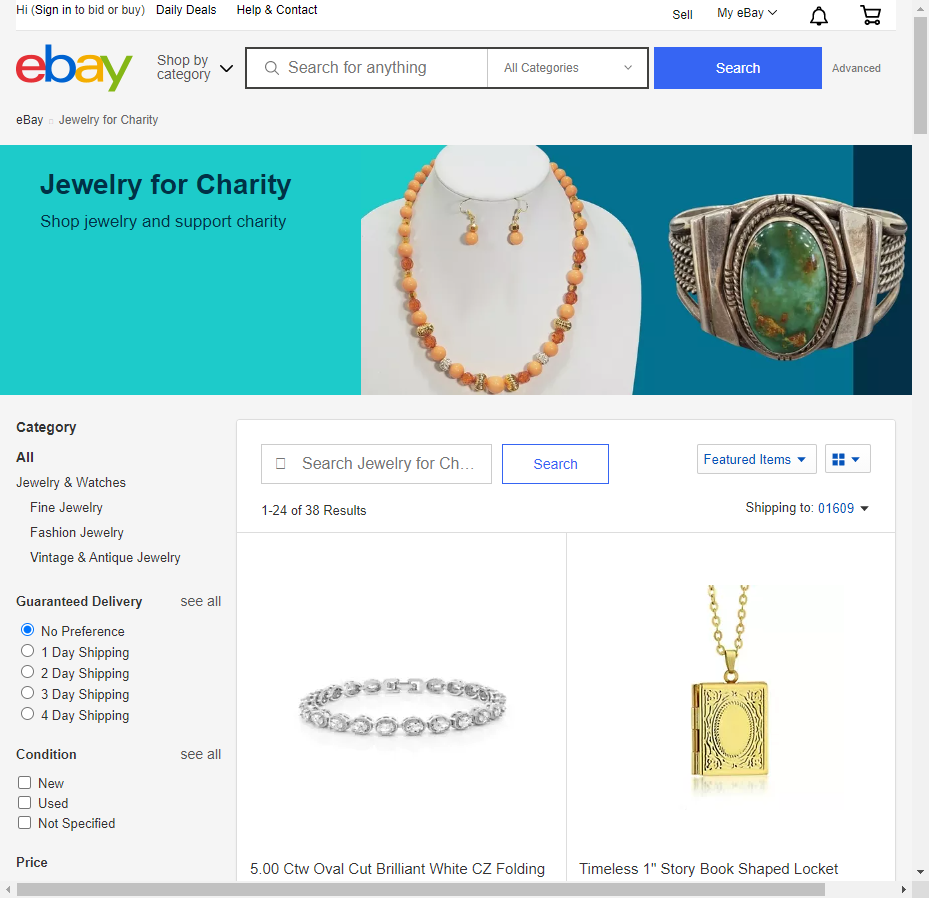 Hi (Sign in to bid or buy) Daily Deals Help & Contact
Sell My eBay
ebay
Shop by category
Search for anything
All Categories
Search
Advanced
eBay Jewelry for Charity
Jewelry for Charity
Shop jewelry and support charity
Category
All
Jewelry & Watches
Fine Jewelry
Fashion Jewelry
Vintage & Antique Jewelry
Guaranteed Delivery see all
No Preference
1 Day Shipping
2 Day Shipping
3 Day Shipping
4 Day Shipping
Condition see all
New
Used
Not Specified
Price
Search Jewelry for Ch...
Search
Featured Items
1-24 of 38 Results
Shipping to: 01609
5.00 Ctw Oval Cut Brilliant White CZ Folding
Timeless 1" Story Book Shaped Locket